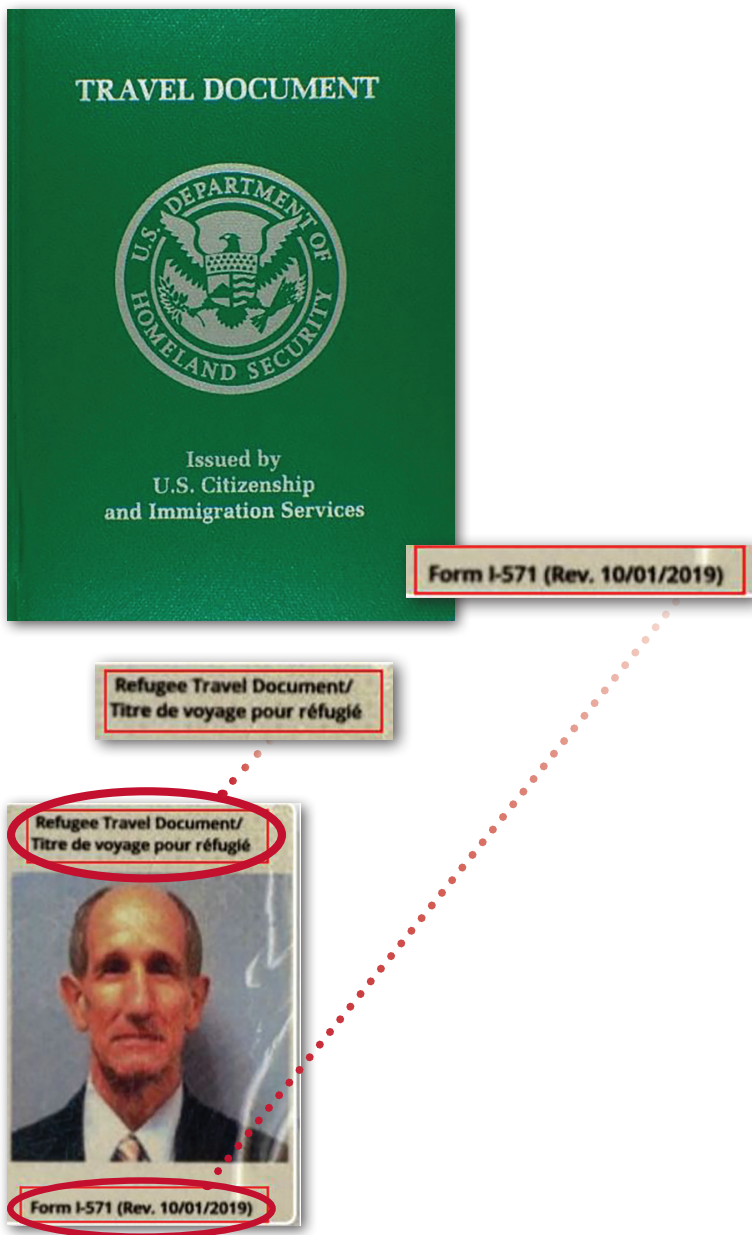 TRAVEL DOCUMENT
U.S. DEPARTMENT OF
HOMELAND SECURITY
Issued by
U.S. Citizenship
and Immigration Services
Form I-571 (Rev. 10/01/2019)
Refugee Travel Document/
Titre de voyage pour réfugié
Refugee Travel Document/
Titre de voyage pour réfugié
Form I-571 (Rev. 10/01/2019)